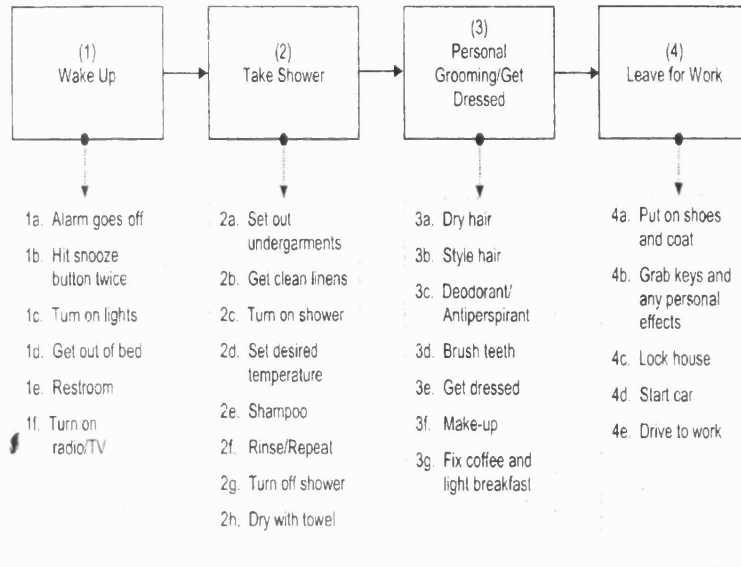 (1)
Wake Up
(2)
Take Shower
(3)
Personal
Grooming/Get
Dressed
(4)
Leave for Work
1a. Alarm goes off
1b. Hit snooze
button twice
1c. Turn on lights
1d. Get out of bed
1e. Restroom
1f. Turn on
radio/TV
2a. Set out
undergarments
2b. Get clean linens
2c. Turn on shower
2d. Set desired
temperature
2e. Shampoo
2f. Rinse/Repeat
2g. Turn off shower
2h. Dry with towel
3a. Dry hair
3b. Style hair
3c. Deodorant/
Antiperspirant
3d. Brush teeth
3e. Get dressed
3f. Make-up
3g. Fix coffee and
light breakfast
4a. Put on shoes
and coat
4b. Grab keys and
any personal
effects
4c. Lock house
4d. Start car
4e. Drive to work